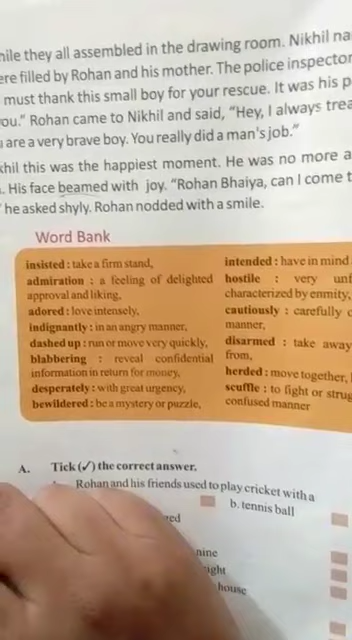 they all assembled in the drawing room. Nikhil
filled by Rohan and his mother. The police inspector
must thank this small boy for your rescue. It was his
Rohan came to Nikhil and said, "Hey, I always
are a very brave boy. You really did a man's job."
this was the happiest moment. He was no more a
His face beamed with joy. "Rohan Bhaiya, can I come
he asked shyly. Rohan nodded with a smile.
Word Bank
insisted : take a firm stand,
admiration : a feeling of delighted
approval and liking,
adored : love intensely,
indignantly : in an angry manner,
dashed up : run or move very quickly,
blabbering : reveal confidential
information in return for money,
desperately : with great urgency,
bewildered : be a mystery or puzzle,
intended : have in mind
hostile : very
characterized by enmity,
cautiously : carefully
manner,
disarmed : take away
from,
herded : move together,
scuffle : to fight or
confused manner
A. Tick (✓) the correct answer.
Rohan and his friends used to play cricket with a
b. tennis ball
nine
house